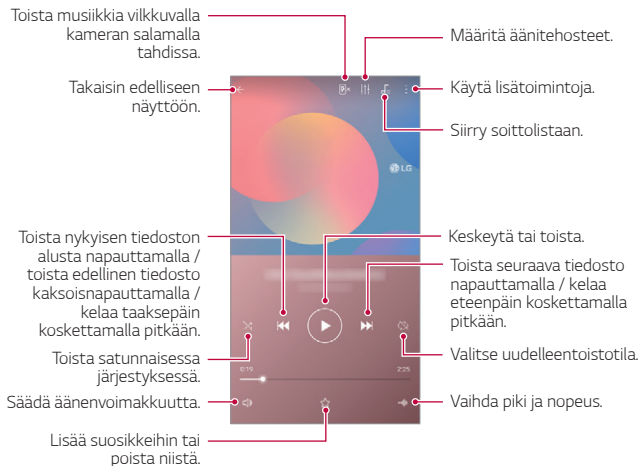 Toista musiikkia vilkkuvalla
kameran salamalla
tahdissa.
Määritä äänitehosteet.
Takaisin edelliseen
näyttöön.
Käytä lisätoimintoja.
Siirry soittolistaan.
LG
Toista nykyisen tiedoston
alusta napauttamalla /
toista edellinen tiedosto
kaksoisnapauttamalla /
kelaa taaksepäin
koskettamalla pitkään.
Keskeytä tai toista.
Toista seuraava tiedosto
napauttamalla / kelaa
eteenpäin koskettamalla
pitkään.
Toista satunnaisessa
järjestyksessä.
Valitse uudelleentoistotila.
0:19
2:25
Säädä äänenvoimakkuutta.
Vaihda piki ja nopeus.
Lisää suosikkeihin tai
poista niistä.